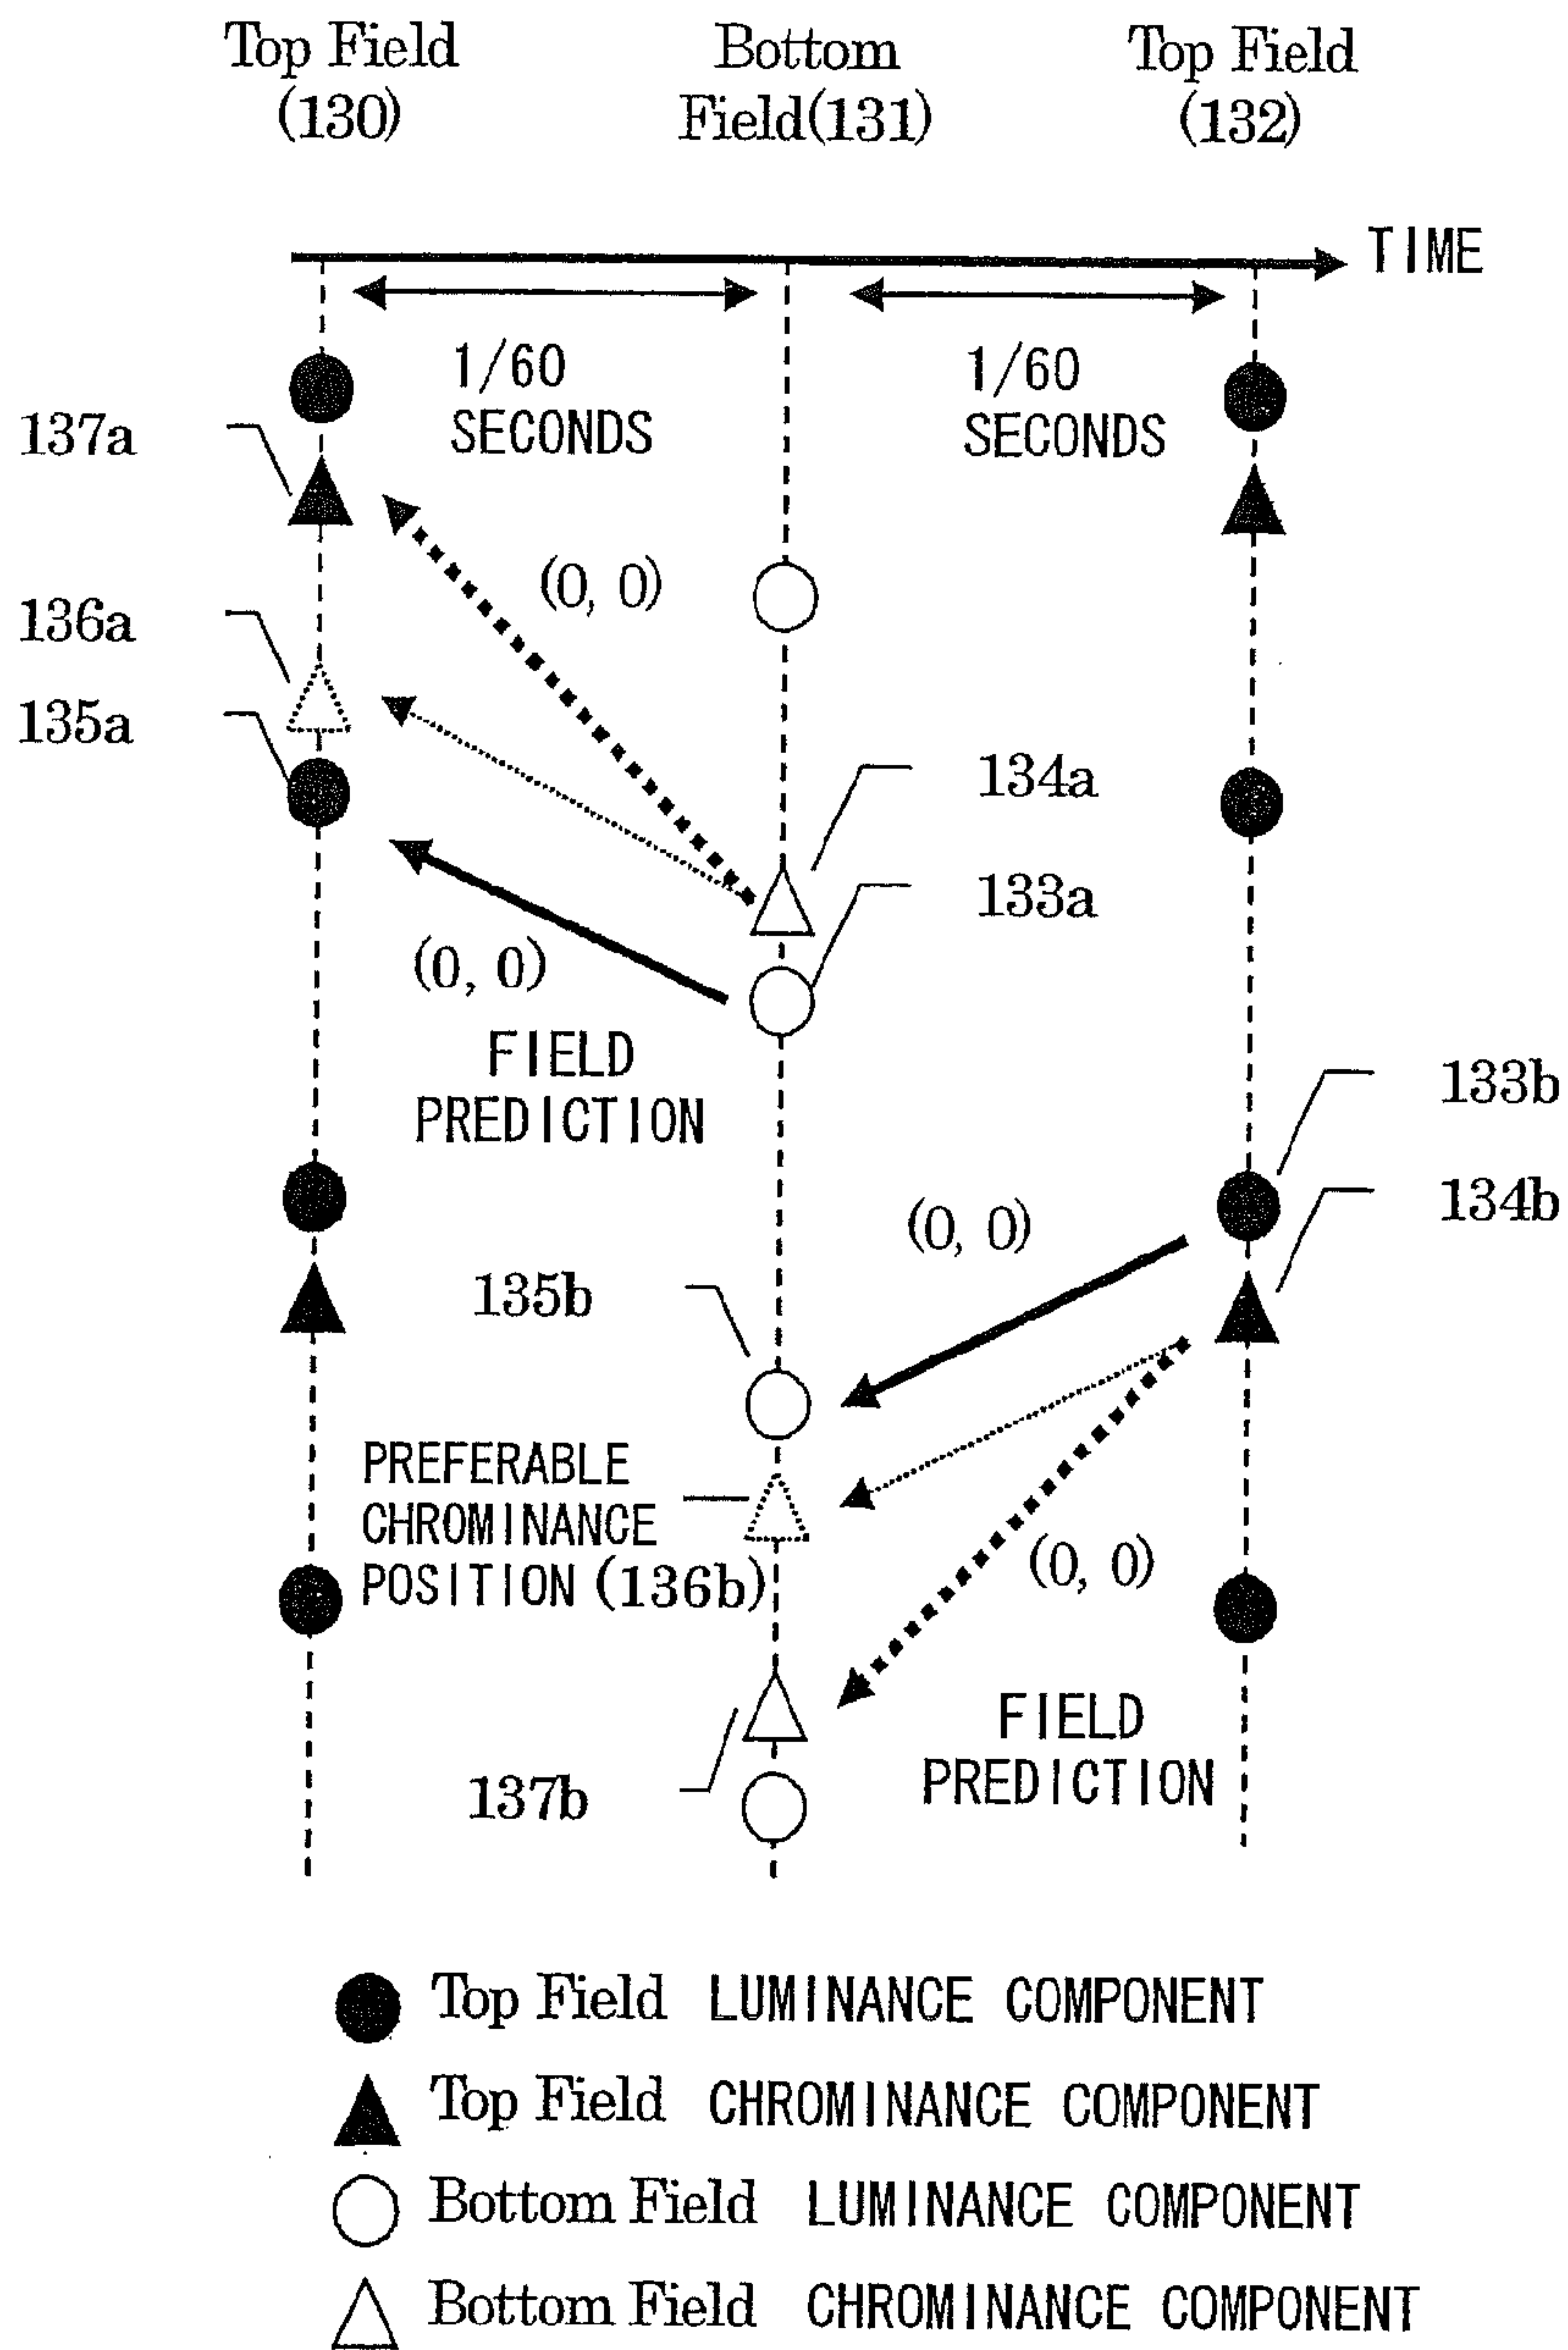 Top Field
(130)
Bottom
Field(131)
Top Field
(132)
TIME
1/60
SECONDS
1/60
SECONDS
137a
(0, 0)
136a
135a
134a
133a
(0, 0)
FIELD
PREDICTION
133b
134b
(0, 0)
135b
PREFERABLE
CHROMINANCE
POSITION (136b)
(0, 0)
FIELD
PREDICTION
137b
Top Field LUMINANCE COMPONENT
Top Field CHROMINANCE COMPONENT
Bottom Field LUMINANCE COMPONENT
Bottom Field CHROMINANCE COMPONENT